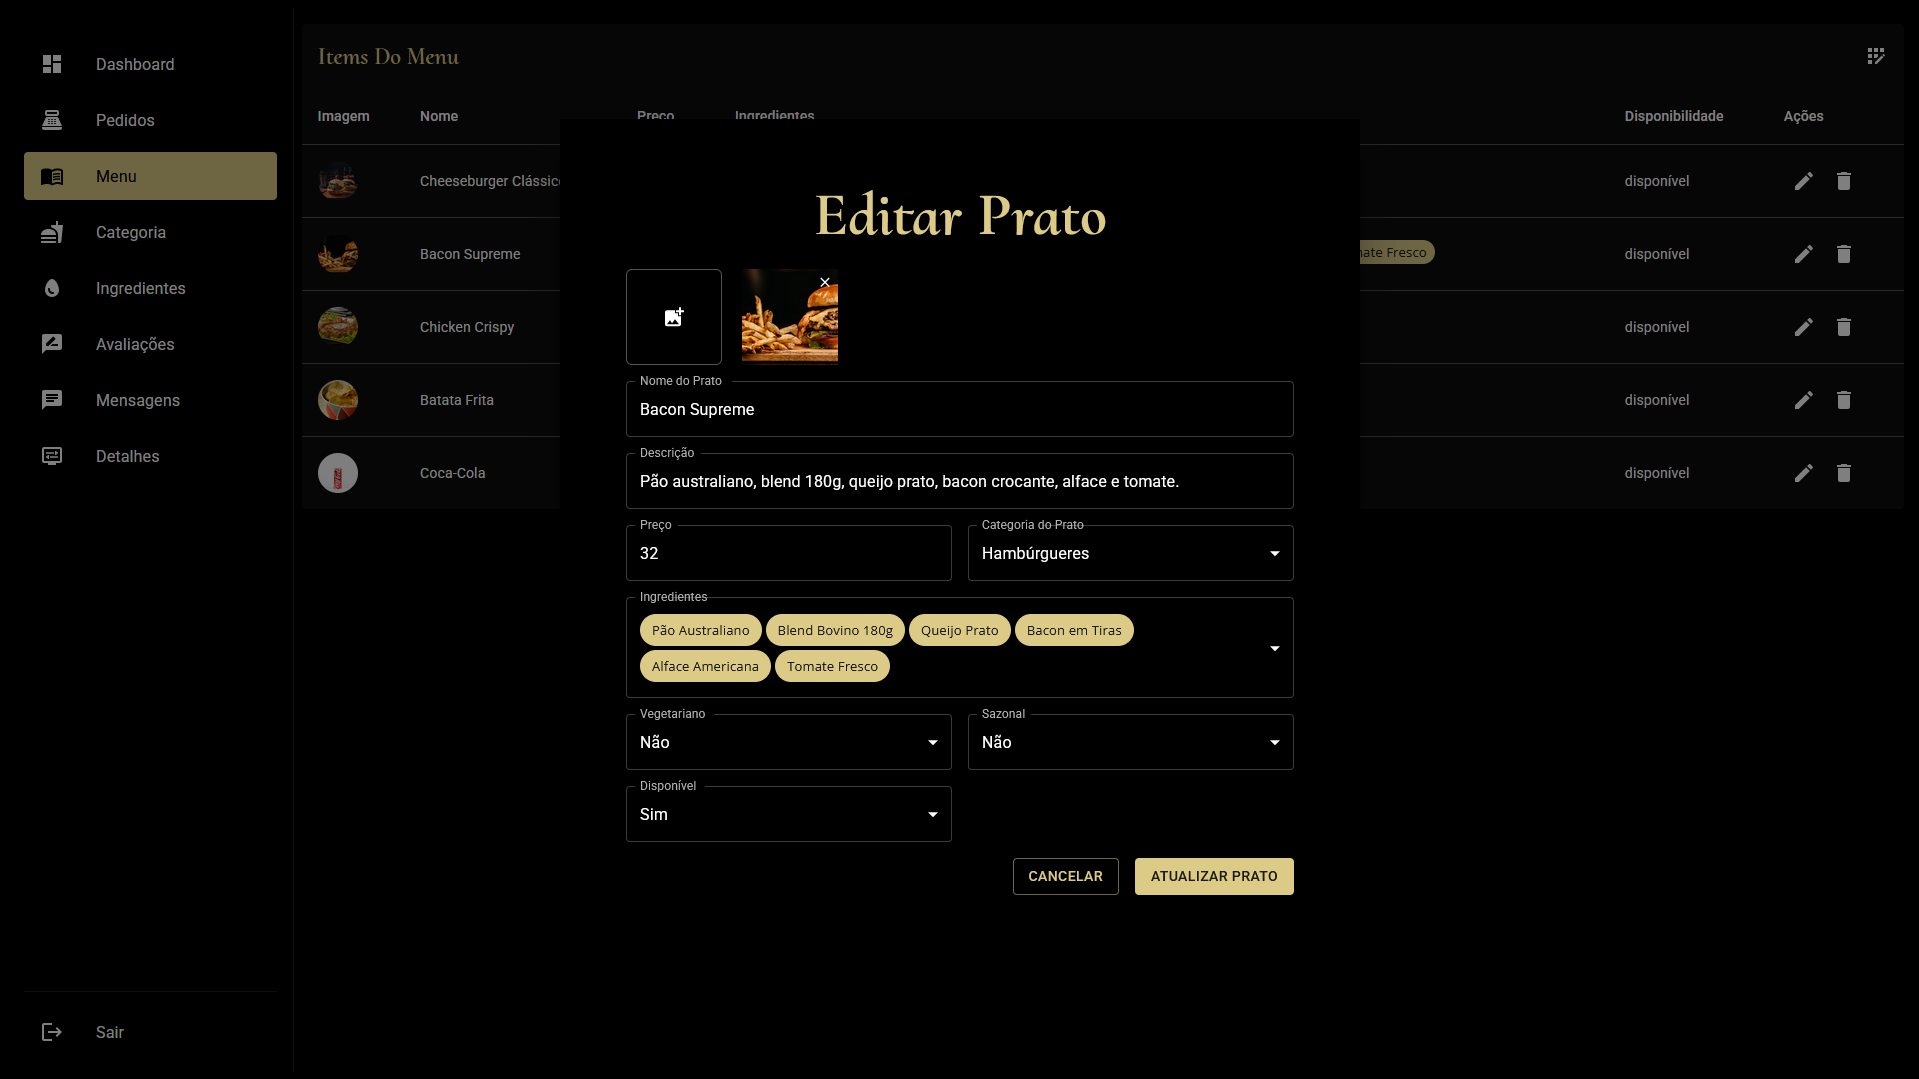 Dashboard
Pedidos
Menu
Categoria
Ingredientes
Avaliações
Mensagens
Detalhes
Sair
Items Do Menu
Imagem Nome Preço Ingredientes Disponibilidade Ações
Cheeseburger Clássico disponível
Bacon Supreme Fresco disponível
Chicken Crispy disponível
Batata Frita disponível
Coca-Cola disponível
Editar Prato
Nome do Prato
Bacon Supreme
Descrição
Pão australiano, blend 180g, queijo prato, bacon crocante, alface e tomate.
Preço Categoria do Prato
32 Hambúrgueres
Ingredientes
Pão Australiano Blend Bovino 180g Queijo Prato Bacon em Tiras
Alface Americana Tomate Fresco
Vegetariano Sazonal
Não Não
Disponível
Sim
CANCELAR ATUALIZAR PRATO